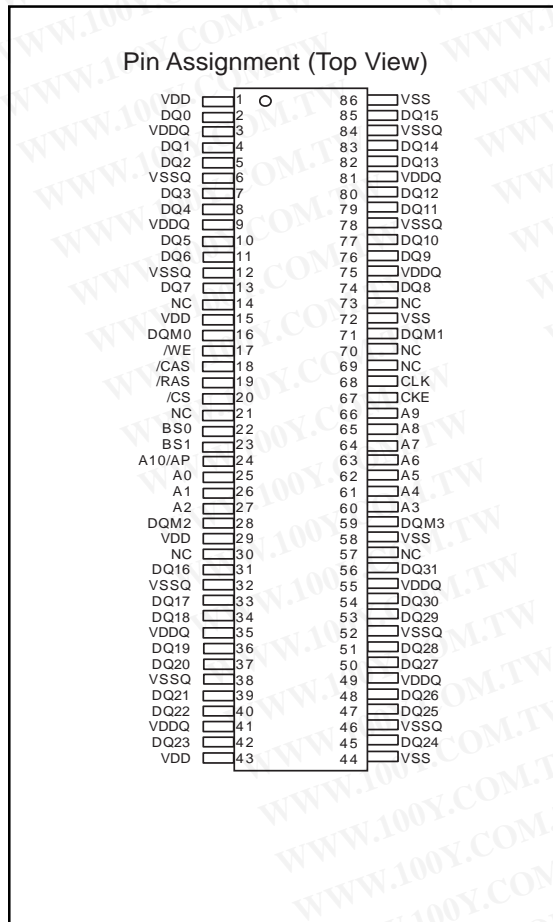 Pin Assignment (Top View)
VDD 1 86 VSS
DQ0 2 85 DQ15
VDDQ 3 84 VSSQ
DQ1 4 83 DQ14
DQ2 5 82 DQ13
VSSQ 6 81 VDDQ
DQ3 7 80 DQ12
DQ4 8 79 DQ11
VDDQ 9 78 VSSQ
DQ5 10 77 DQ10
DQ6 11 76 DQ9
VSSQ 12 75 VDDQ
DQ7 13 74 DQ8
NC 14 73 NC
VDD 15 72 VSS
DQM0 16 71 DQM1
/WE 17 70 NC
/CAS 18 69 NC
/RAS 19 68 CLK
/CS 20 67 CKE
NC 21 66 A9
BS0 22 65 A8
BS1 23 64 A7
A10/AP 24 63 A6
A0 25 62 A5
A1 26 61 A4
A2 27 60 A3
DQM2 28 59 DQM3
VDD 29 58 VSS
NC 30 57 NC
DQ16 31 56 DQ31
VSSQ 32 55 VDDQ
DQ17 33 54 DQ30
DQ18 34 53 DQ29
VDDQ 35 52 VSSQ
DQ19 36 51 DQ28
DQ20 37 50 DQ27
VSSQ 38 49 VDDQ
DQ21 39 48 DQ26
DQ22 40 47 DQ25
VDDQ 41 46 VSSQ
DQ23 42 45 DQ24
VDD 43 44 VSS
WWW.100Y.COM.TW